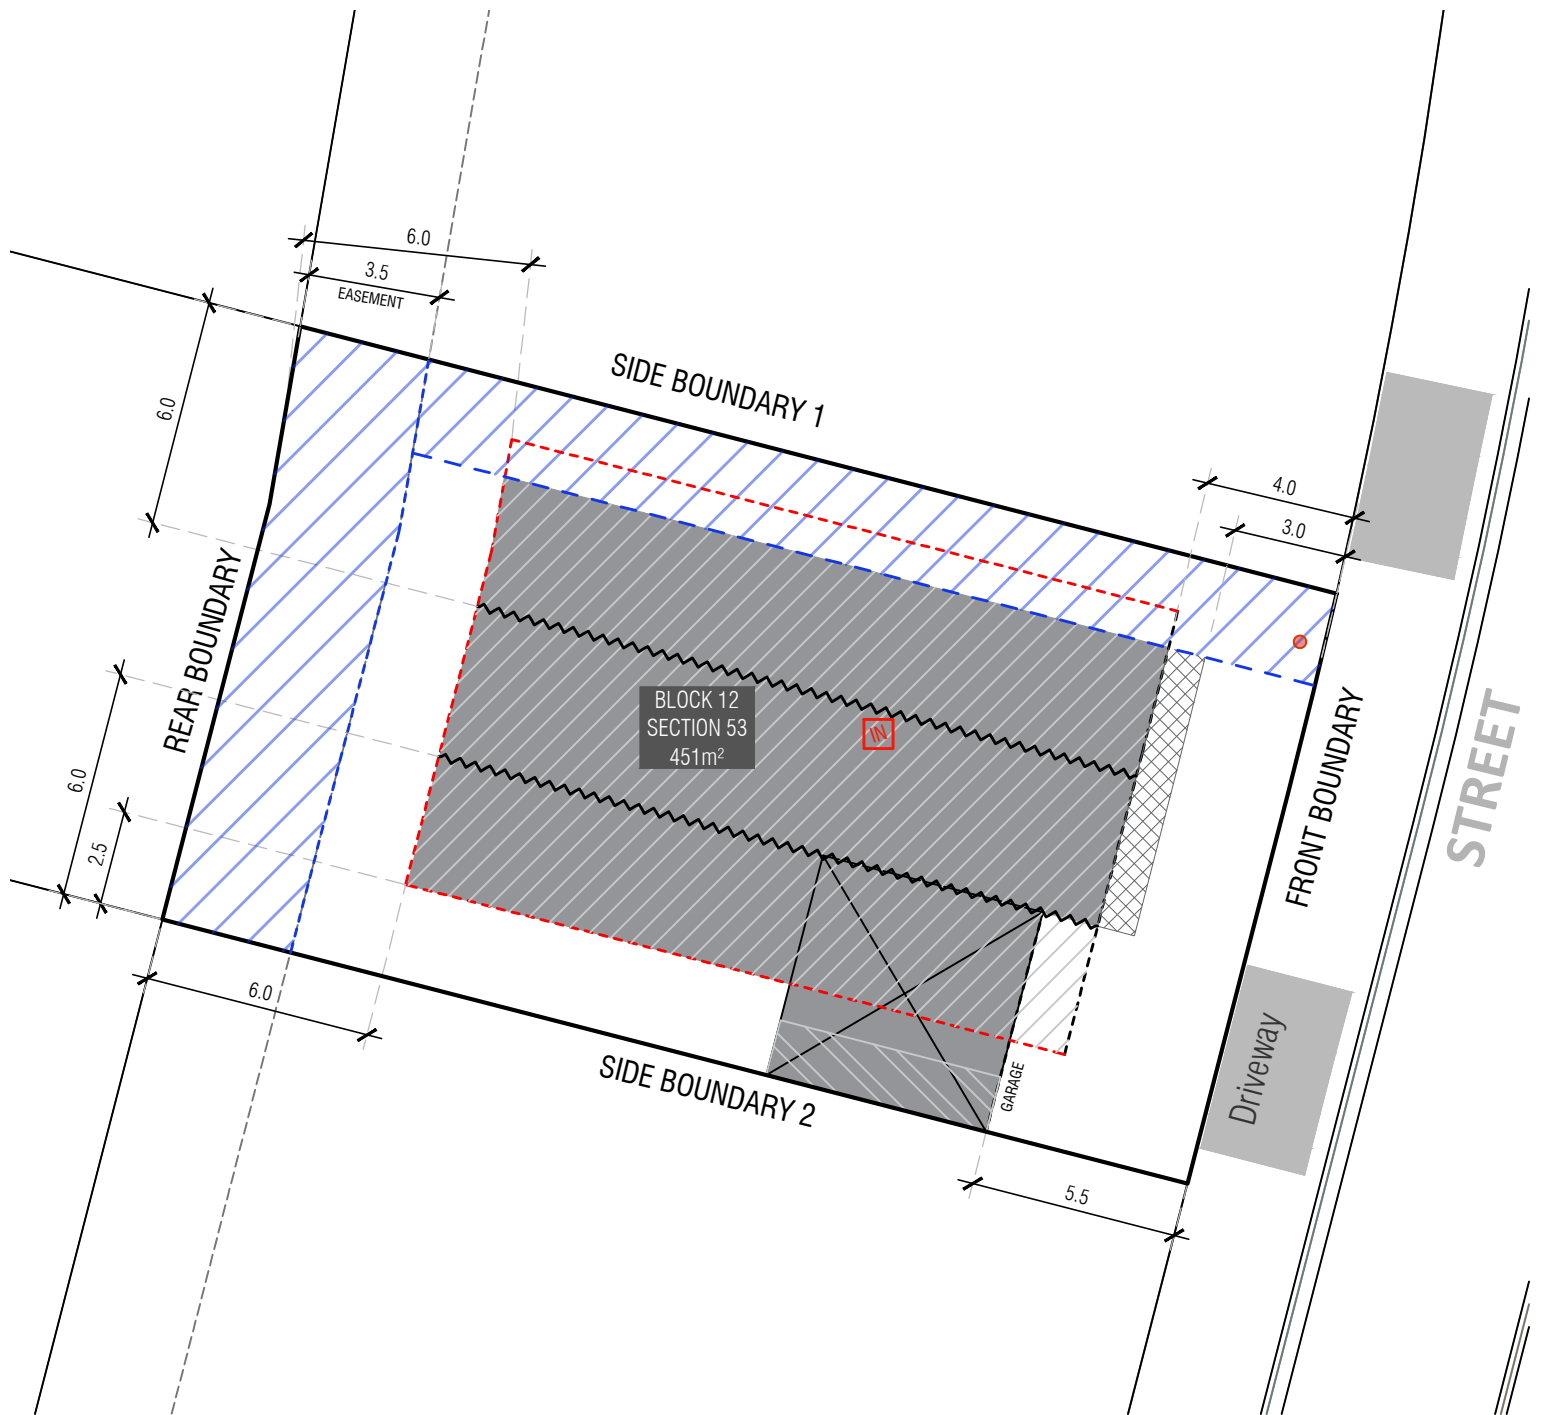 6.0
3.5
EASEMENT
SIDE BOUNDARY 1
6.0
4.0
3.0
REAR BOUNDARY
BLOCK 12
SECTION 53
451m²
IN
FRONT BOUNDARY
STREET
6.0
2.5
6.0
SIDE BOUNDARY 2
GARAGE
Driveway
5.5